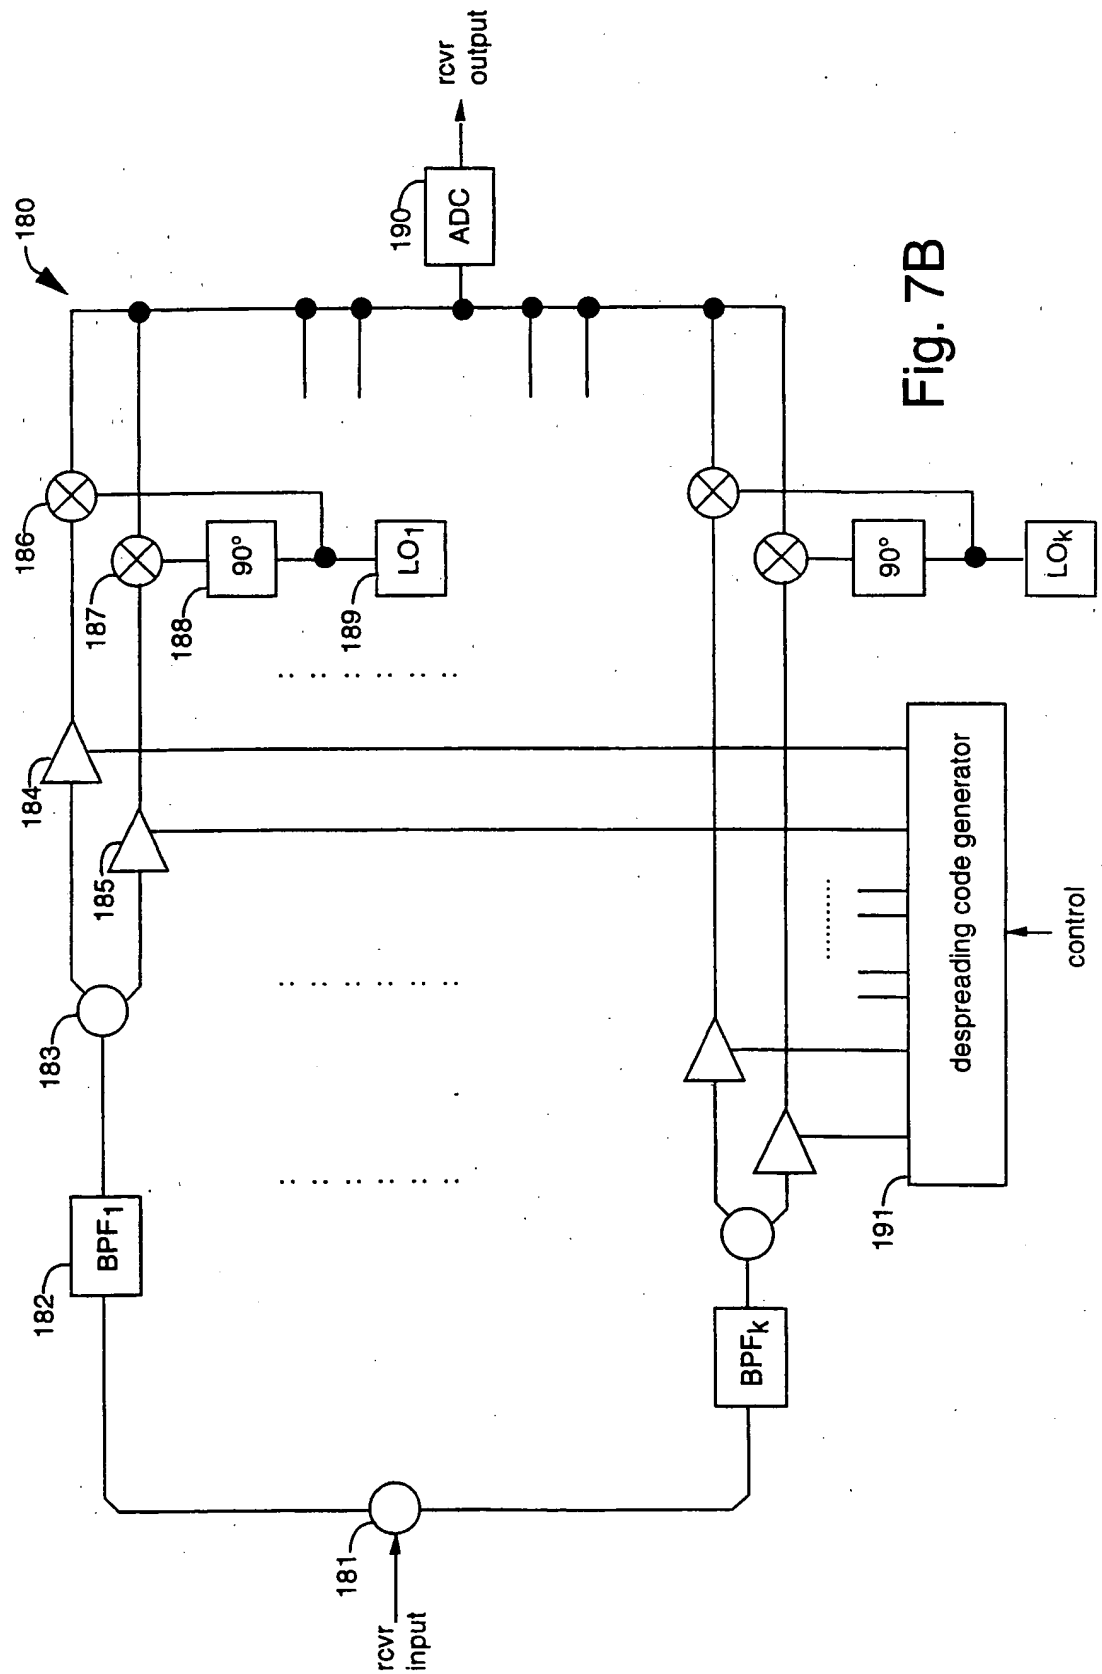 180
186
187
90°
188
LO1
189
184
185
183
BPF1
182
190
ADC
rcvr
output
181
rcvr
input
BPFk
90°
LOk
despreading code generator
191
control
Fig. 7B